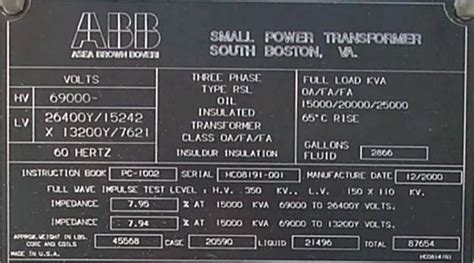 ABB
ASEA BROWN BOVERI
SMALL POWER TRANSFORMER
SOUTH BOSTON, VA.
VOLTS
HV 69000-
LV 26400Y/15242
X 13200Y/7621
60 HERTZ
THREE PHASE
TYPE RSL
OIL
INSULATED
TRANSFORMER
CLASS OA/FA/FA
INSULDUR INSULATION
FULL LOAD KVA
OA/FA/FA
15000/20000/25000
65°C RISE
GALLONS
FLUID 2866
INSTRUCTION BOOK PC-1002 SERIAL HC08191-001 MANUFACTURE DATE 12/2000
FULL WAVE IMPULSE TEST LEVEL: H.V. 350 KV.. L.V. 150 X 110 KV.
IMPEDANCE 7.95 % AT 15000 KVA 69000 TO 26400Y VOLTS.
IMPEDANCE 7.94 % AT 15000 KVA 69000 TO 13200Y VOLTS.
APPROX.WEIGHT IN LBS.
CORE AND COILS 45568 CASE 20590 LIQUID 21496 TOTAL 87654
MADE IN U.S.A.